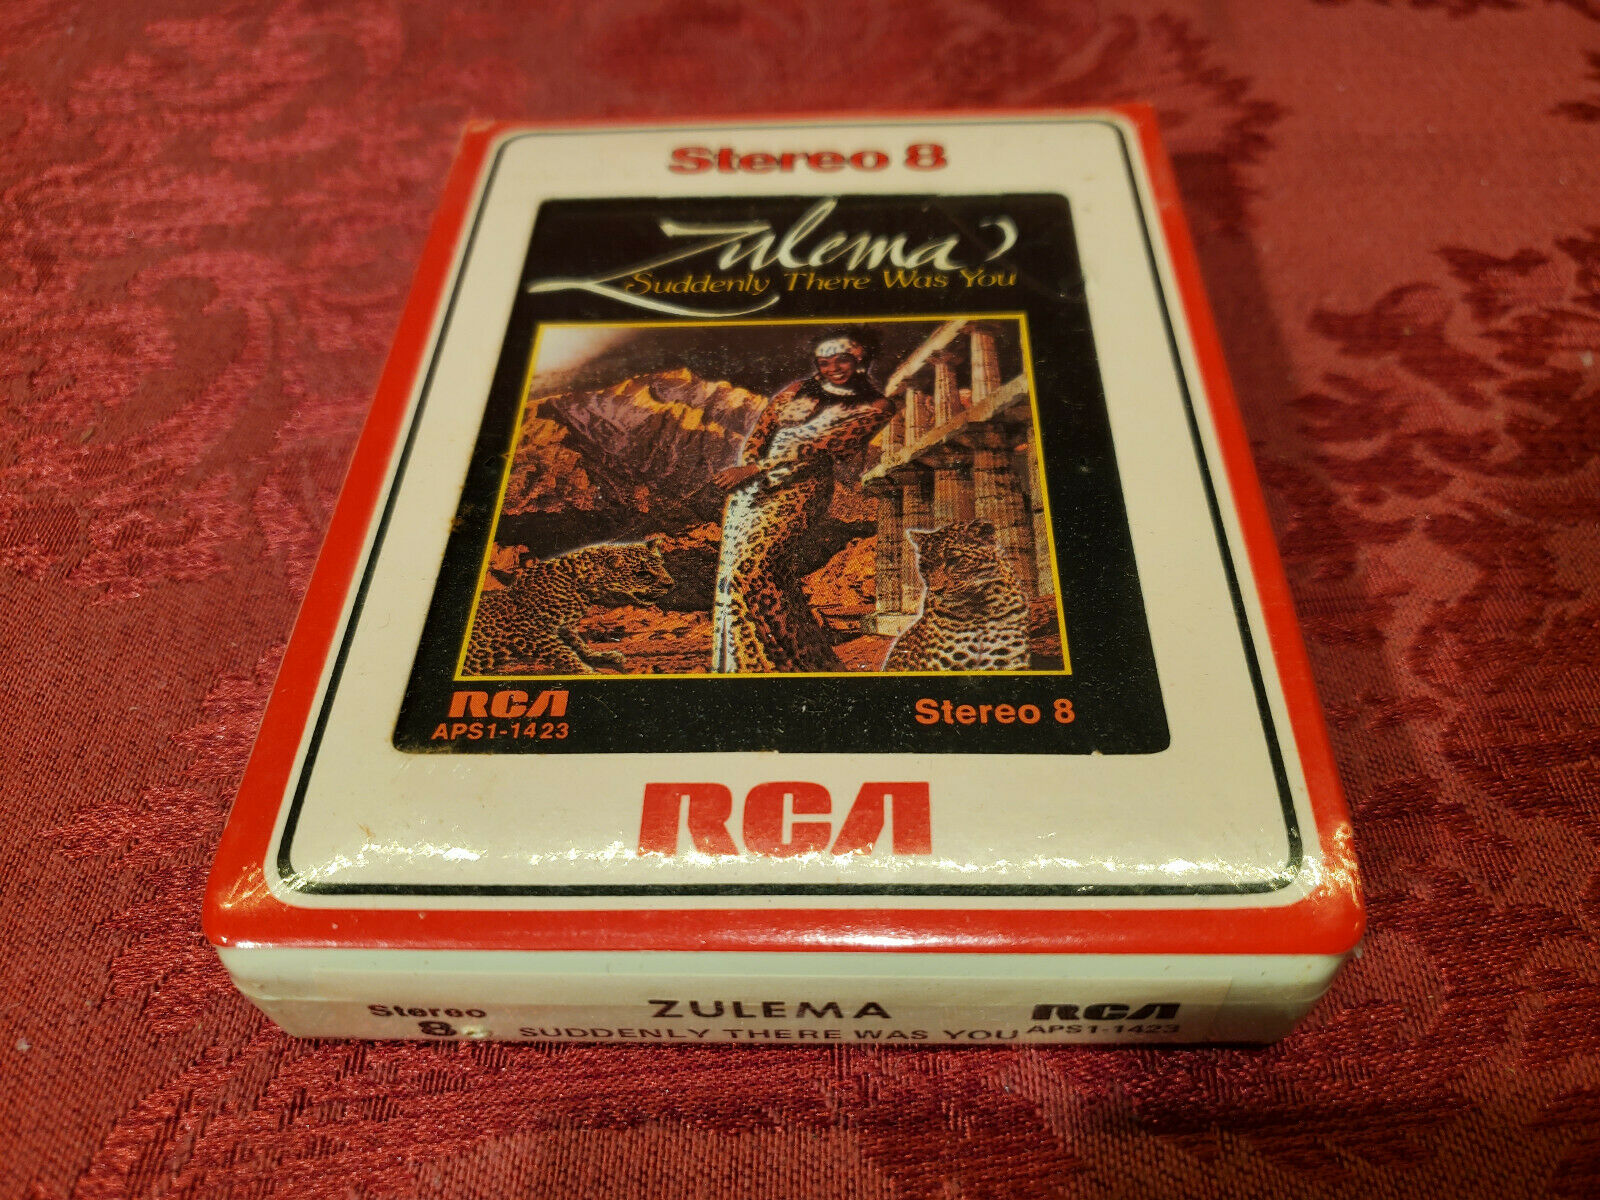 Stereo 8
Zulema
Suddenly There Was You
RCA
APS1-1423
Stereo 8
RCA
Stereo
8
ZULEMA
SUDDENLY THERE WAS YOU
RCA
APS1-1423